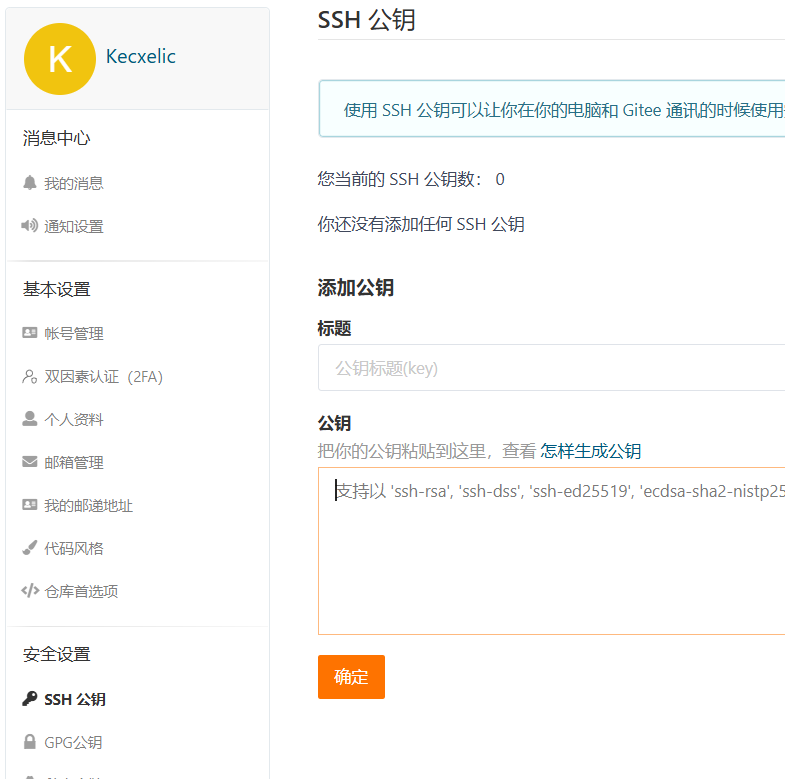 K
Kecxelic
消息中心
我的消息
通知设置
基本设置
帐号管理
双因素认证（2FA）
个人资料
邮箱管理
我的邮递地址
代码风格
仓库首选项
安全设置
SSH 公钥
GPG公钥
SSH 公钥
使用 SSH 公钥可以让你在你的电脑和 Gitee 通讯的时候使用
您当前的 SSH 公钥数： 0
你还没有添加任何 SSH 公钥
添加公钥
标题
公钥标题(key)
公钥
把你的公钥粘贴到这里，查看 怎样生成公钥
支持以 'ssh-rsa', 'ssh-dss', 'ssh-ed25519', 'ecdsa-sha2-nistp25
确定